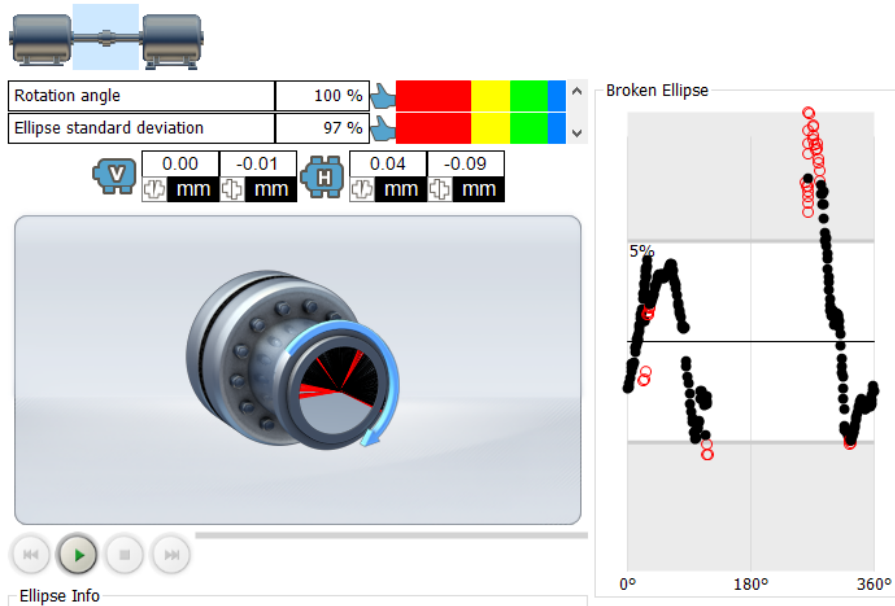 Rotation angle 100 %
Ellipse standard deviation 97 %
V 0.00 -0.01 H 0.04 -0.09
mm mm mm mm
Broken Ellipse
5%
0° 180° 360°
Ellipse Info